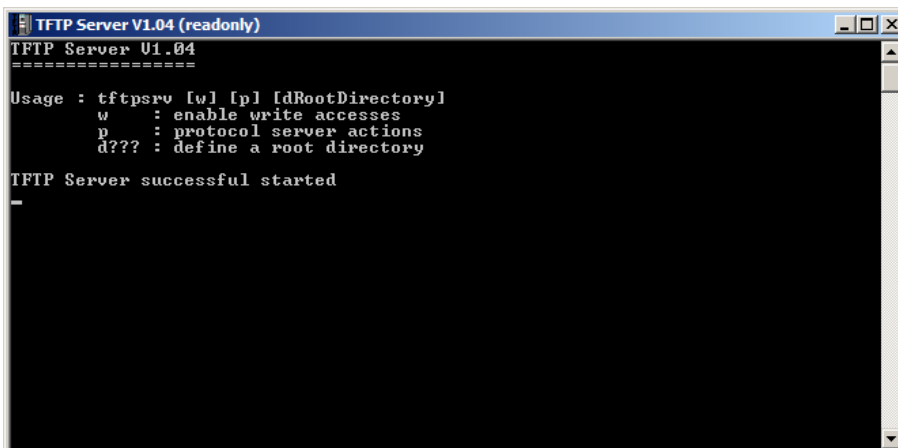 TFTP Server V1.04 (readonly)
TFTP Server V1.04
=================
Usage : tftpsrv [w] [p] [dRootDirectory]
        w    : enable write accesses
        p    : protocol server actions
        d??? : define a root directory
TFTP Server successful started